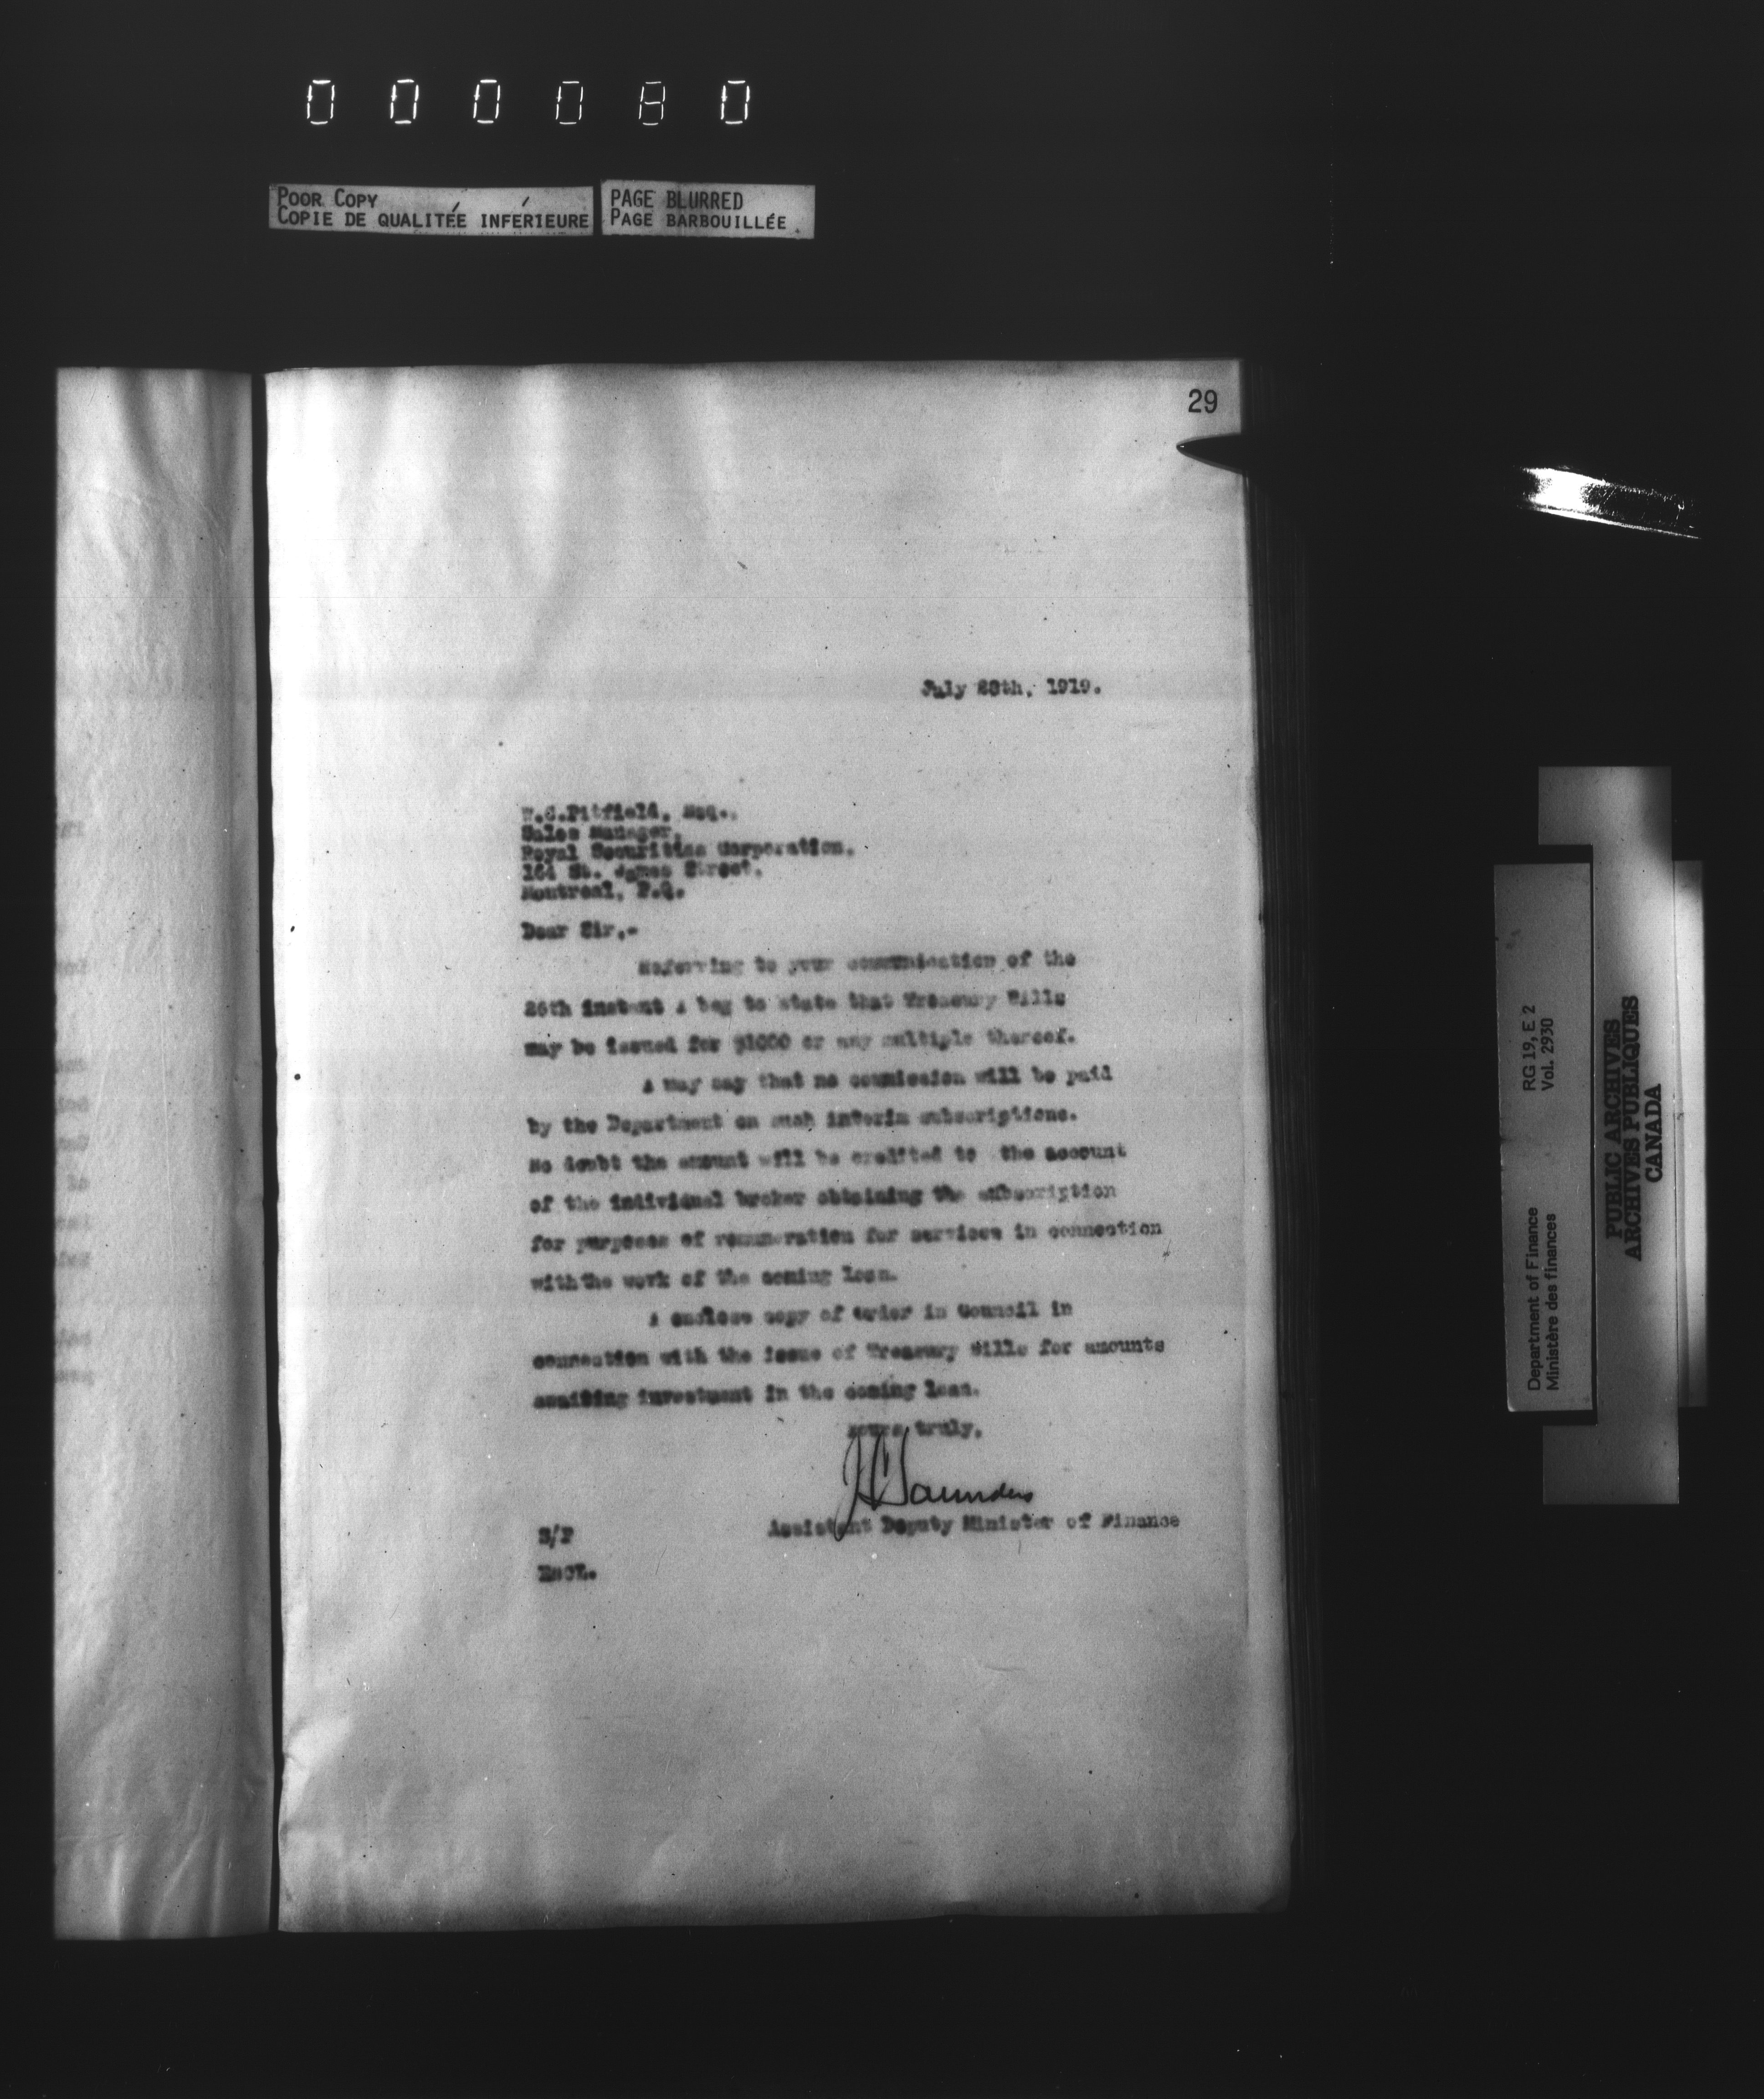 000080
POOR COPY
COPIE DE QUALITÉE INFÉRIEURE
PAGE BLURRED
PAGE BARBOUILLÉE
29
July 28th, 1919.
W.C.Pitfield, Esq.,
Sales Manager,
Royal Securities Corporation,
164 St. James Street,
Montreal, P.Q.
Dear Sir,-
Referring to your communication of the
26th instant I beg to state that Treasury Bills
may be issued for $1000 or any multiple thereof.
I may say that no commission will be paid
by the Department on such interim subscriptions.
No doubt the amount will be credited to the account
of the individual broker obtaining the subscription
for purposes of remuneration for services in connection
withthe work of the coming loan.
I enclose copy of Order in Council in
connection with the issue of Treasury Bills for amounts
awaiting investment in the coming loan.
Yours truly,
JCSaunders
Assistant Deputy Minister of Finance
S/P
Encl.
Department of Finance RG 19, E 2
Ministère des finances Vol. 2930
PUBLIC ARCHIVES
ARCHIVES PUBLIQUES
CANADA